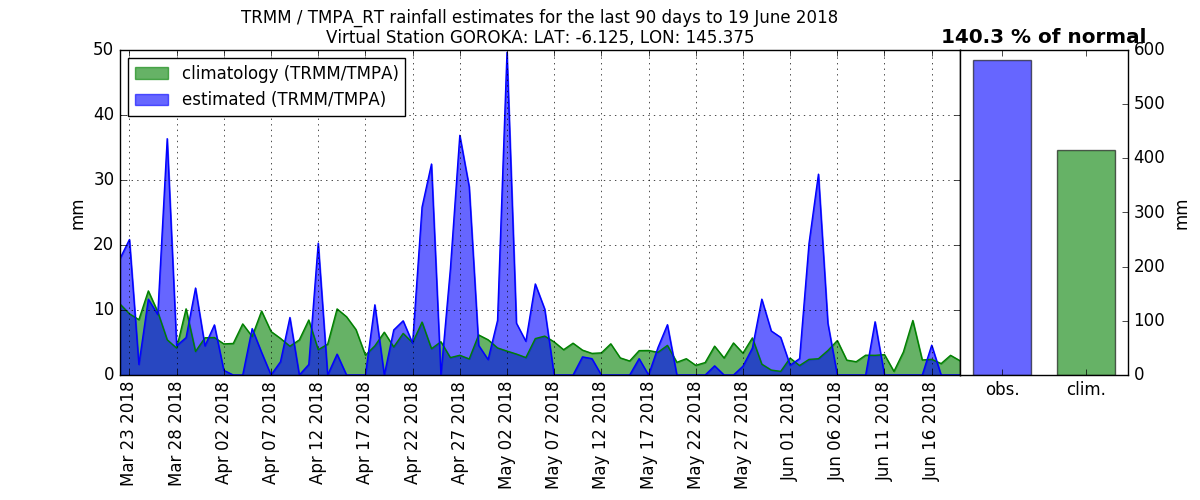 TRMM / TMPA_RT rainfall estimates for the last 90 days to 19 June 2018
Virtual Station GOROKA: LAT: -6.125, LON: 145.375
140.3 % of normal
climatology (TRMM/TMPA)
estimated (TRMM/TMPA)
50
40
30
20
10
0
mm
Mar 23 2018
Mar 28 2018
Apr 02 2018
Apr 07 2018
Apr 12 2018
Apr 17 2018
Apr 22 2018
Apr 27 2018
May 02 2018
May 07 2018
May 12 2018
May 17 2018
May 22 2018
May 27 2018
Jun 01 2018
Jun 06 2018
Jun 11 2018
Jun 16 2018
obs.
clim.
600
500
400
300
200
100
0
mm